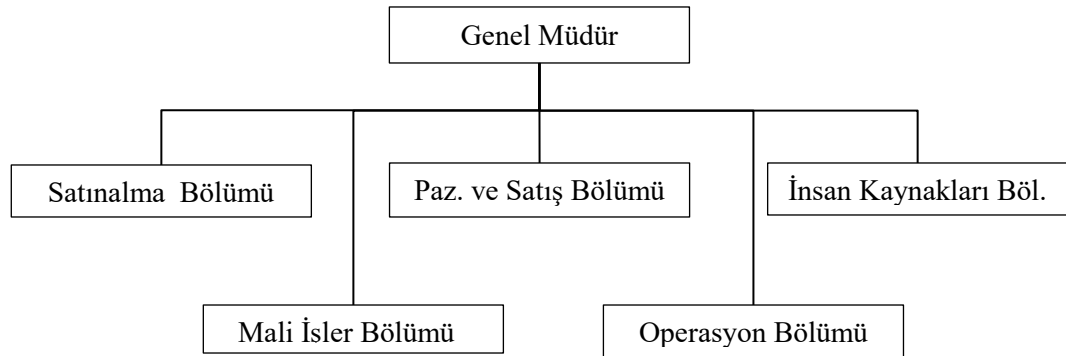 Genel Müdür
Satınalma  Bölümü
Paz. ve Satış Bölümü
İnsan Kaynakları Böl.
Mali İsler Bölümü
Operasyon Bölümü